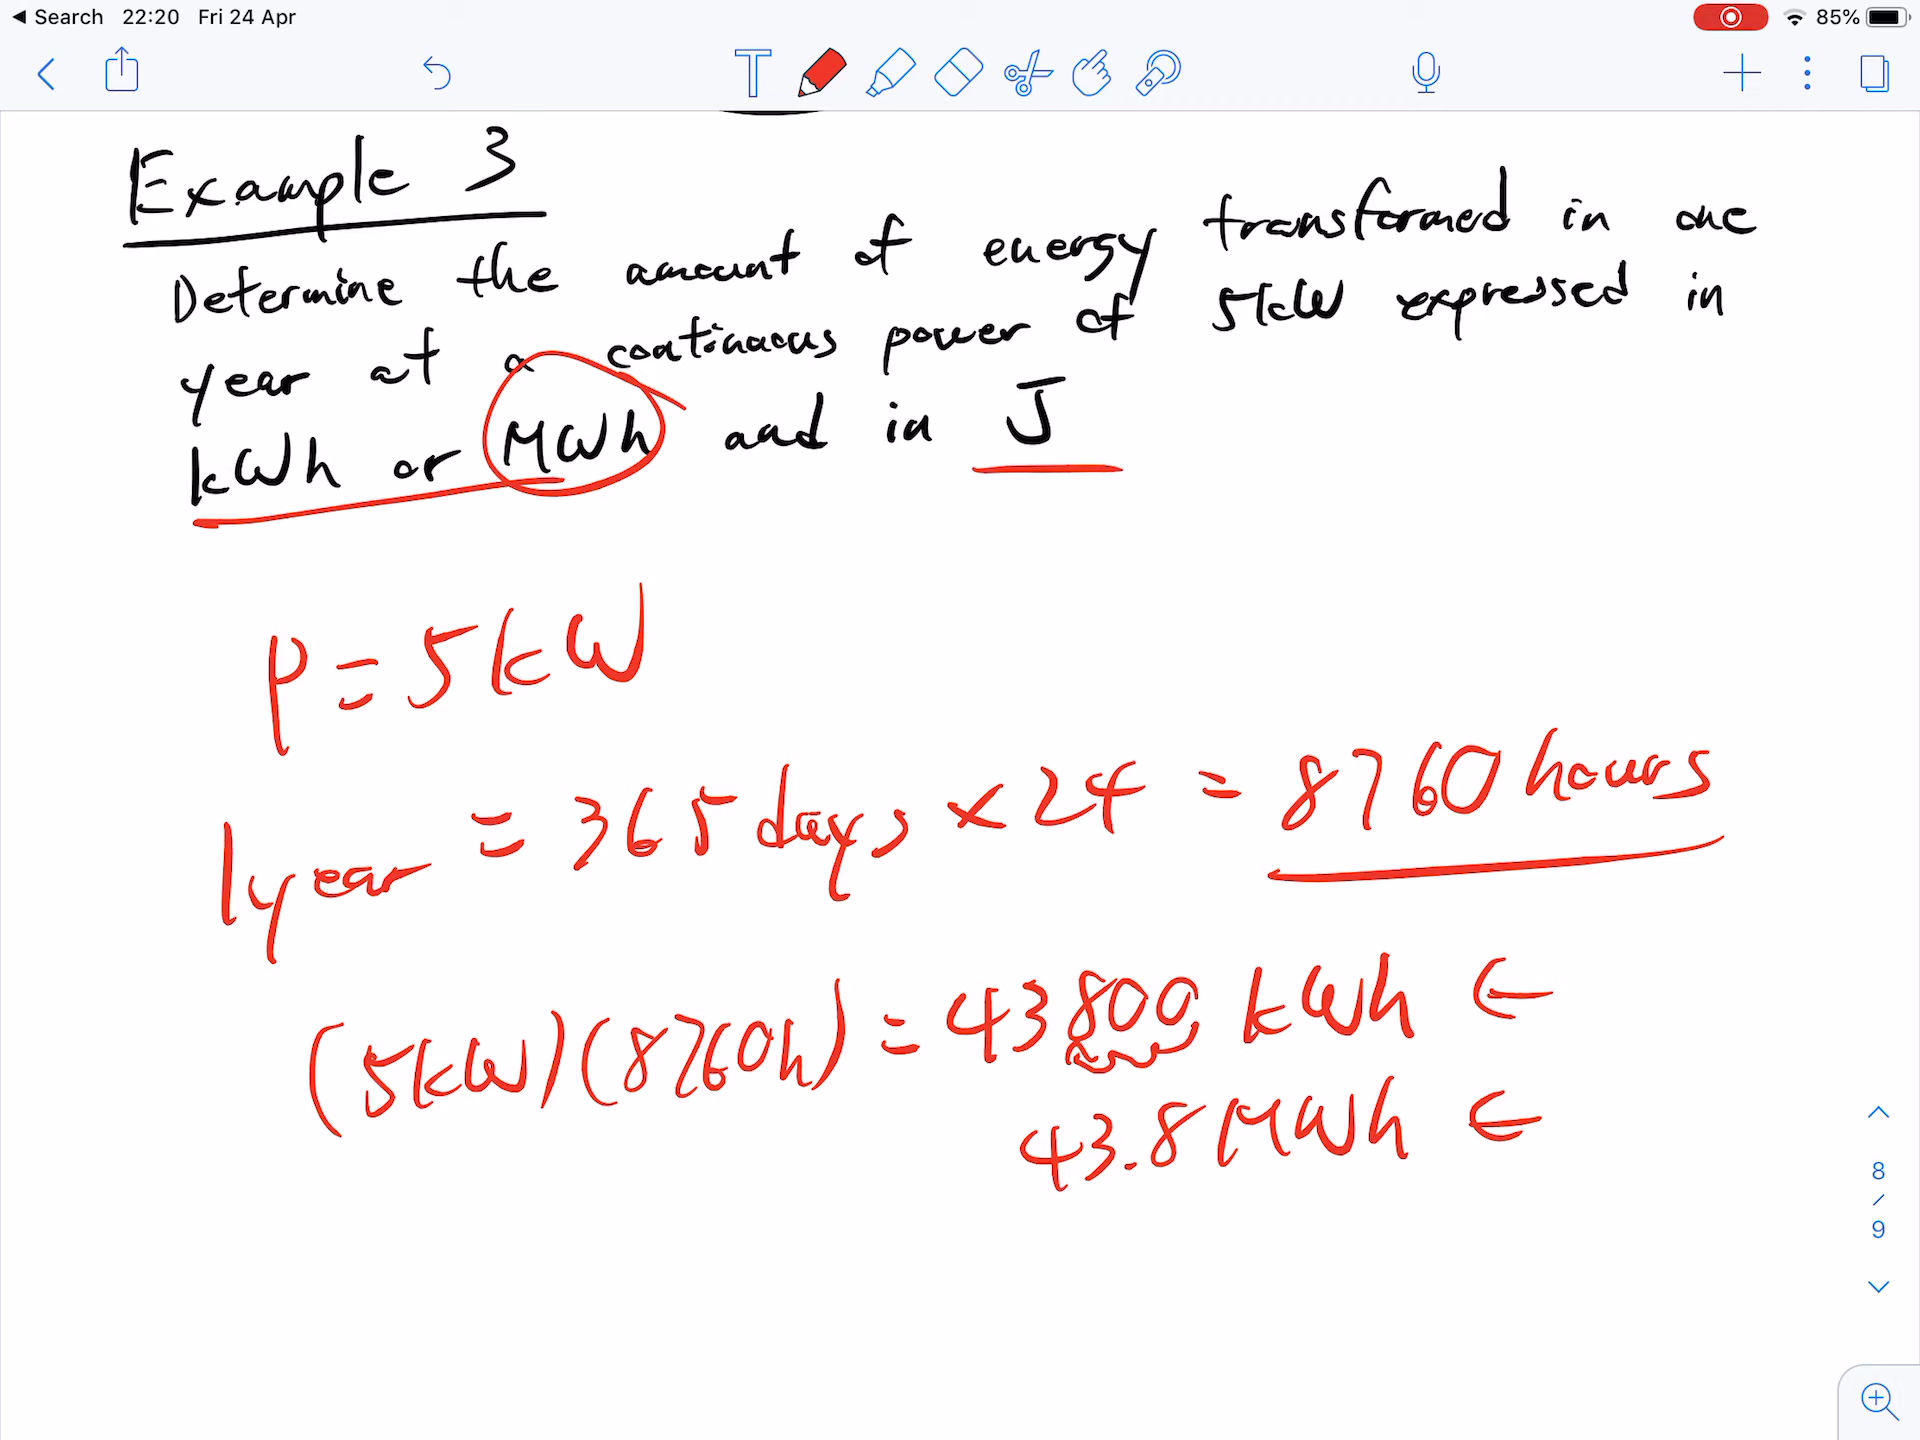 Search 22:20 Fri 24 Apr 85%
T
Example 3
Determine the amount of energy transformed in one
year at a continuous power of 5kW expressed in
kWh or MWh and in J
P = 5kW
1 year = 365 days × 24 = 8760 hours
(5kW)(8760h) = 43800 kWh ←
43.8 MWh ←
8
/
9